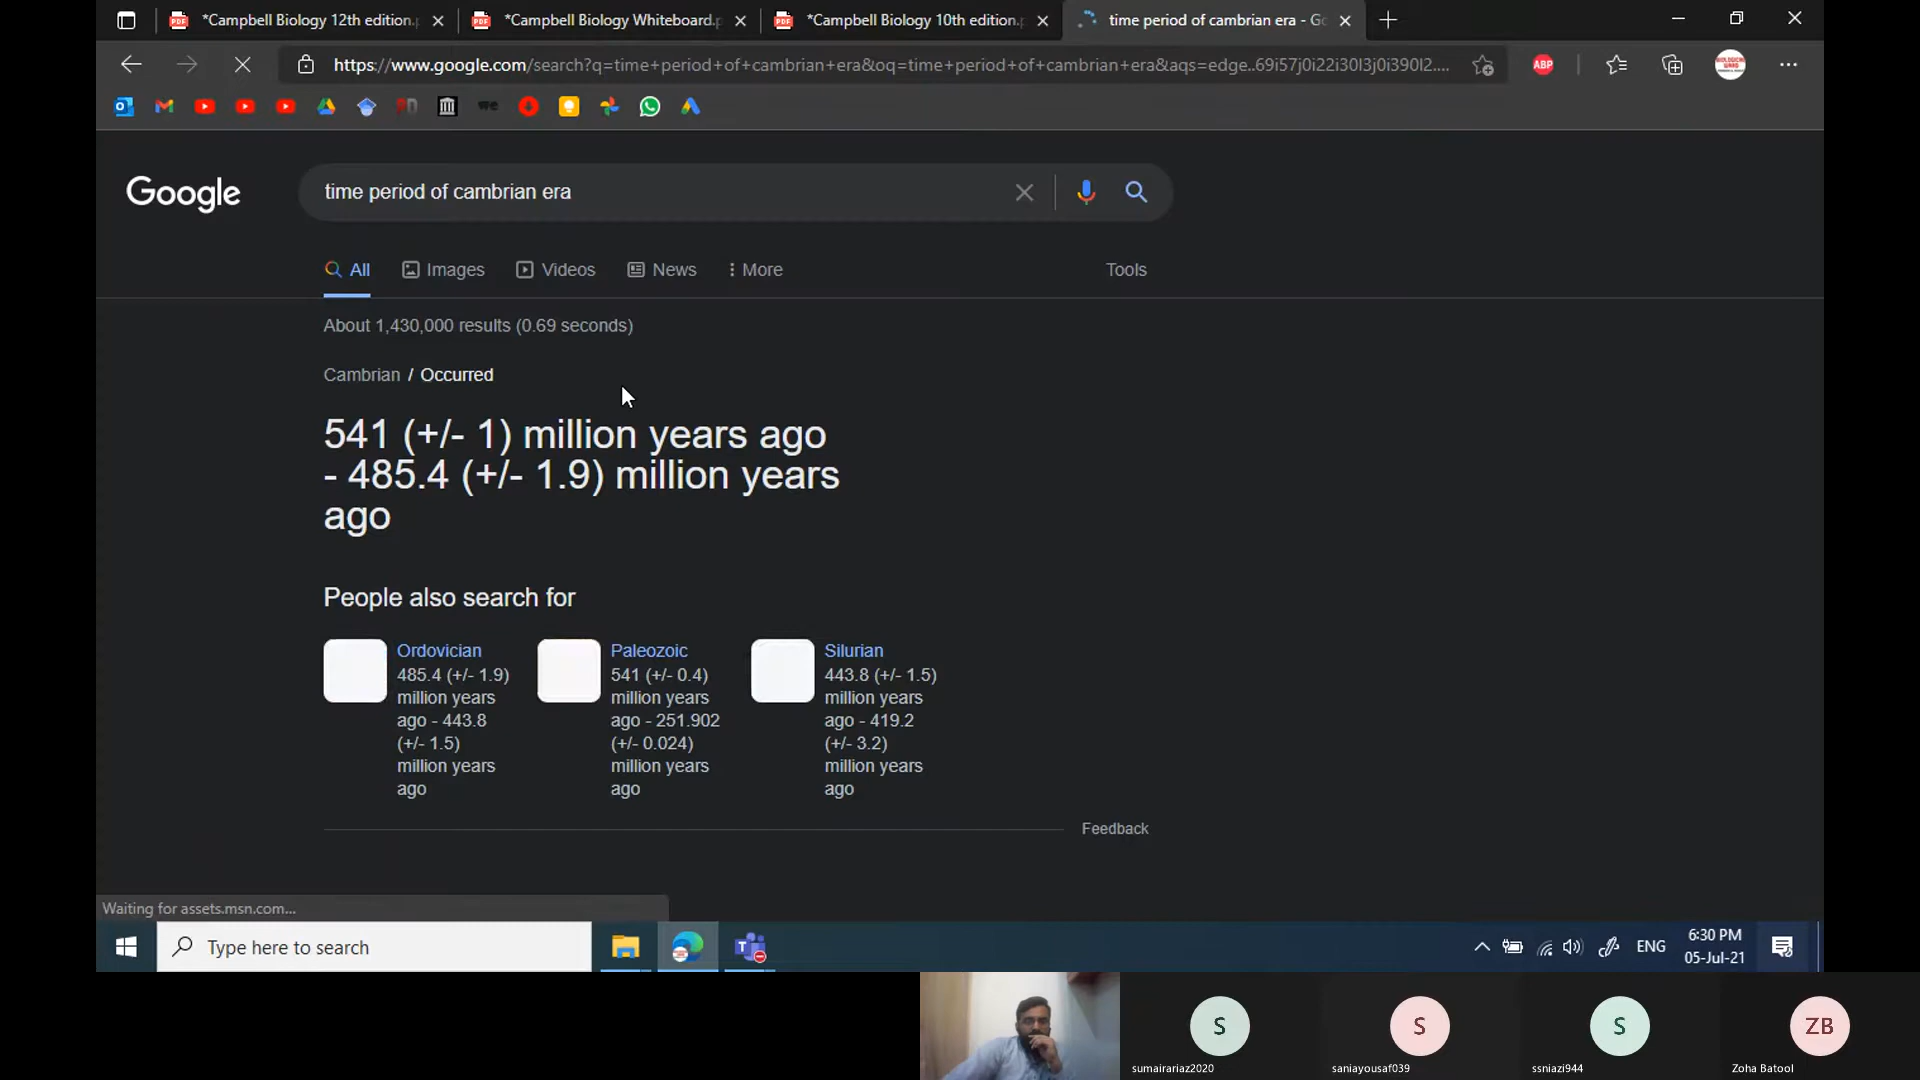 *Campbell Biology 12th edition.p
*Campbell Biology Whiteboard.p
*Campbell Biology 10th edition.p
time period of cambrian era - Go
https://www.google.com/search?q=time+period+of+cambrian+era&oq=time+period+of+cambrian+era&aqs=edge..69i57j0i22i30l3j0i390l2....
ABP
Google
time period of cambrian era
All
Images
Videos
News
More
Tools
About 1,430,000 results (0.69 seconds)
Cambrian / Occurred
541 (+/- 1) million years ago
- 485.4 (+/- 1.9) million years
ago
People also search for
Ordovician
485.4 (+/- 1.9)
million years
ago - 443.8
(+/- 1.5)
million years
ago
Paleozoic
541 (+/- 0.4)
million years
ago - 251.902
(+/- 0.024)
million years
ago
Silurian
443.8 (+/- 1.5)
million years
ago - 419.2
(+/- 3.2)
million years
ago
Feedback
Waiting for assets.msn.com...
Type here to search
ENG
6:30 PM
05-Jul-21
S
sumairariaz2020
S
saniayousaf039
S
ssniazi944
ZB
Zoha Batool